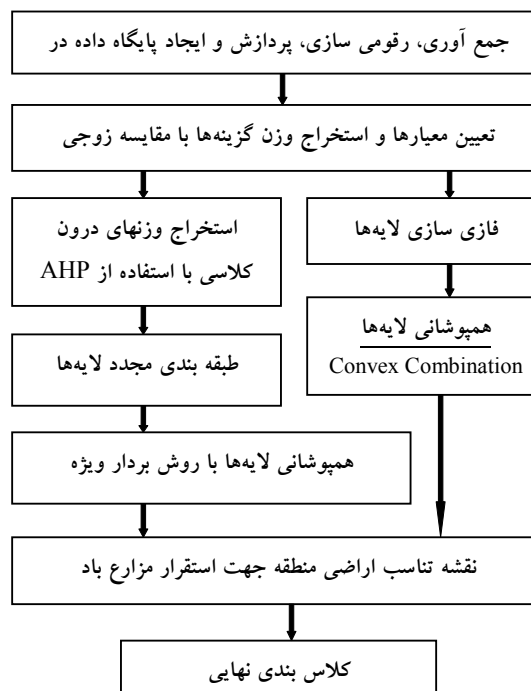 جمع آوری، رقومی سازی، پردازش و ایجاد پایگاه داده در
تعیین معیارها و استخراج وزن گزینه‌ها با مقایسه زوجی
استخراج وزنهای درون
کلاسی با استفاده از AHP
فازی سازی لایه‌ها
طبقه بندی مجدد لایه‌ها
همپوشانی لایه‌ها
Convex Combination
همپوشانی لایه‌ها با روش بردار ویژه
نقشه تناسب اراضی منطقه جهت استقرار مزارع باد
کلاس بندی نهایی